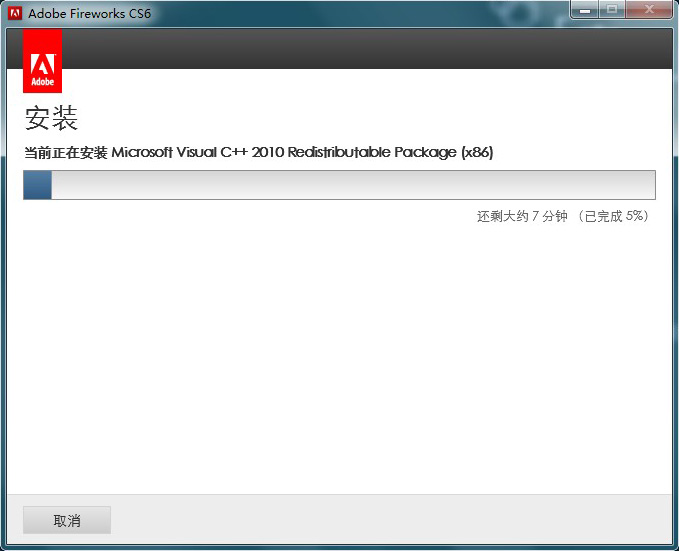 Adobe Fireworks CS6
Adobe
安装
当前正在安装 Microsoft Visual C++ 2010 Redistributable Package (x86)
还剩大约 7 分钟 （已完成 5%）
取消